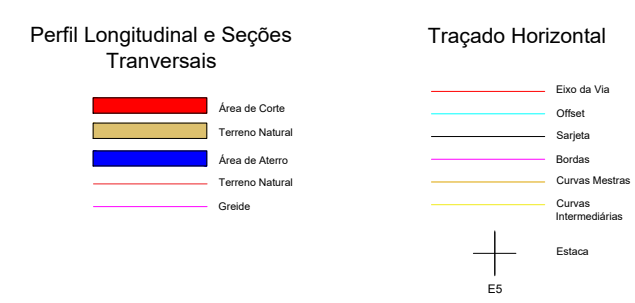 Perfil Longitudinal e Seções
Tranversais
Área de Corte
Terreno Natural
Área de Aterro
Terreno Natural
Greide
Traçado Horizontal
Eixo da Via
Offset
Sarjeta
Bordas
Curvas Mestras
Curvas
Intermediárias
Estaca
E5